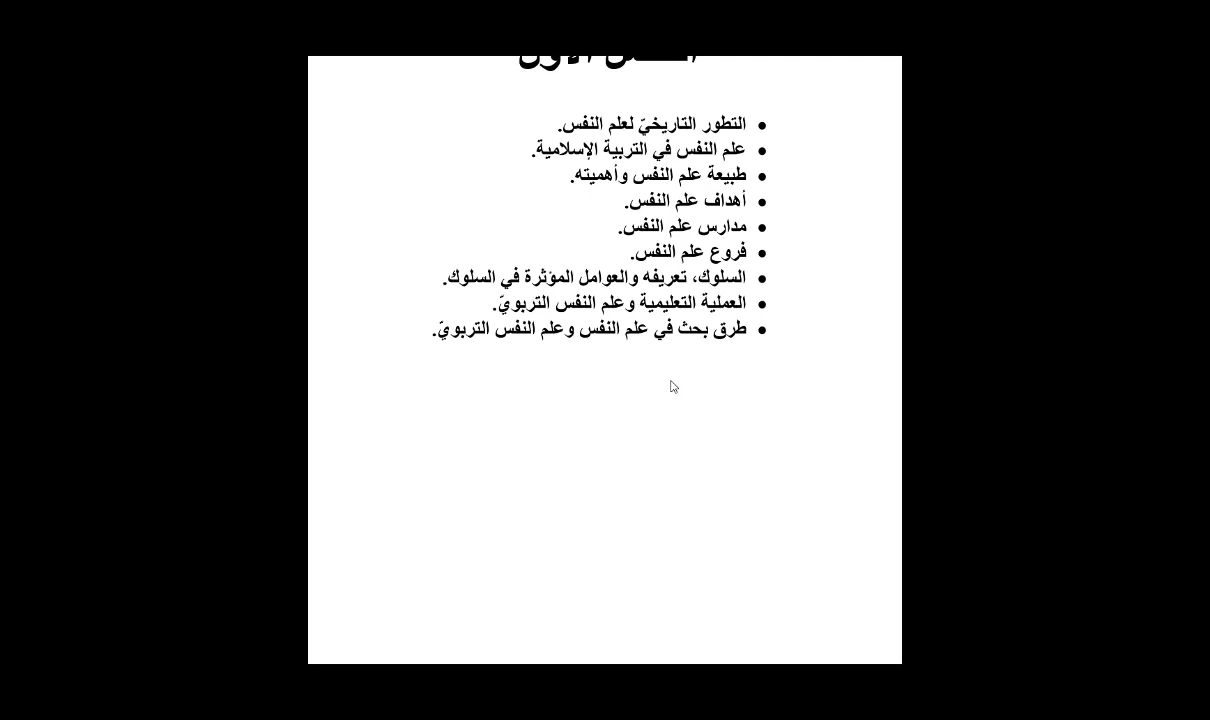 الفصل الأول
• التطور التاريخيّ لعلم النفس.
• علم النفس في التربية الإسلامية.
• طبيعة علم النفس وأهميته.
• أهداف علم النفس.
• مدارس علم النفس.
• فروع علم النفس.
• السلوك، تعريفه والعوامل المؤثرة في السلوك.
• العملية التعليمية وعلم النفس التربويّ.
• طرق بحث في علم النفس وعلم النفس التربويّ.